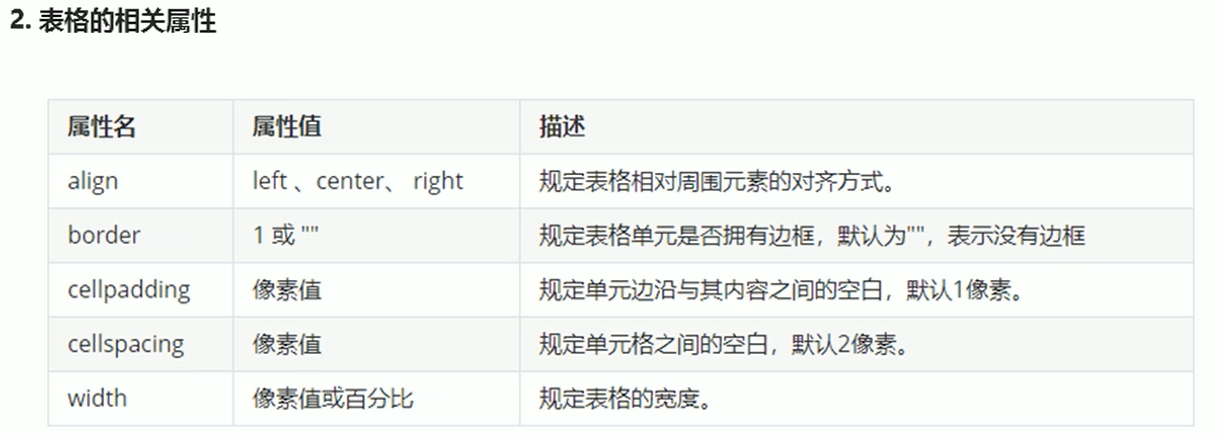 2. 表格的相关属性
属性名 属性值 描述
align left 、center、 right 规定表格相对周围元素的对齐方式。
border 1 或 "" 规定表格单元是否拥有边框，默认为""，表示没有边框
cellpadding 像素值 规定单元边沿与其内容之间的空白，默认1像素。
cellspacing 像素值 规定单元格之间的空白，默认2像素。
width 像素值或百分比 规定表格的宽度。